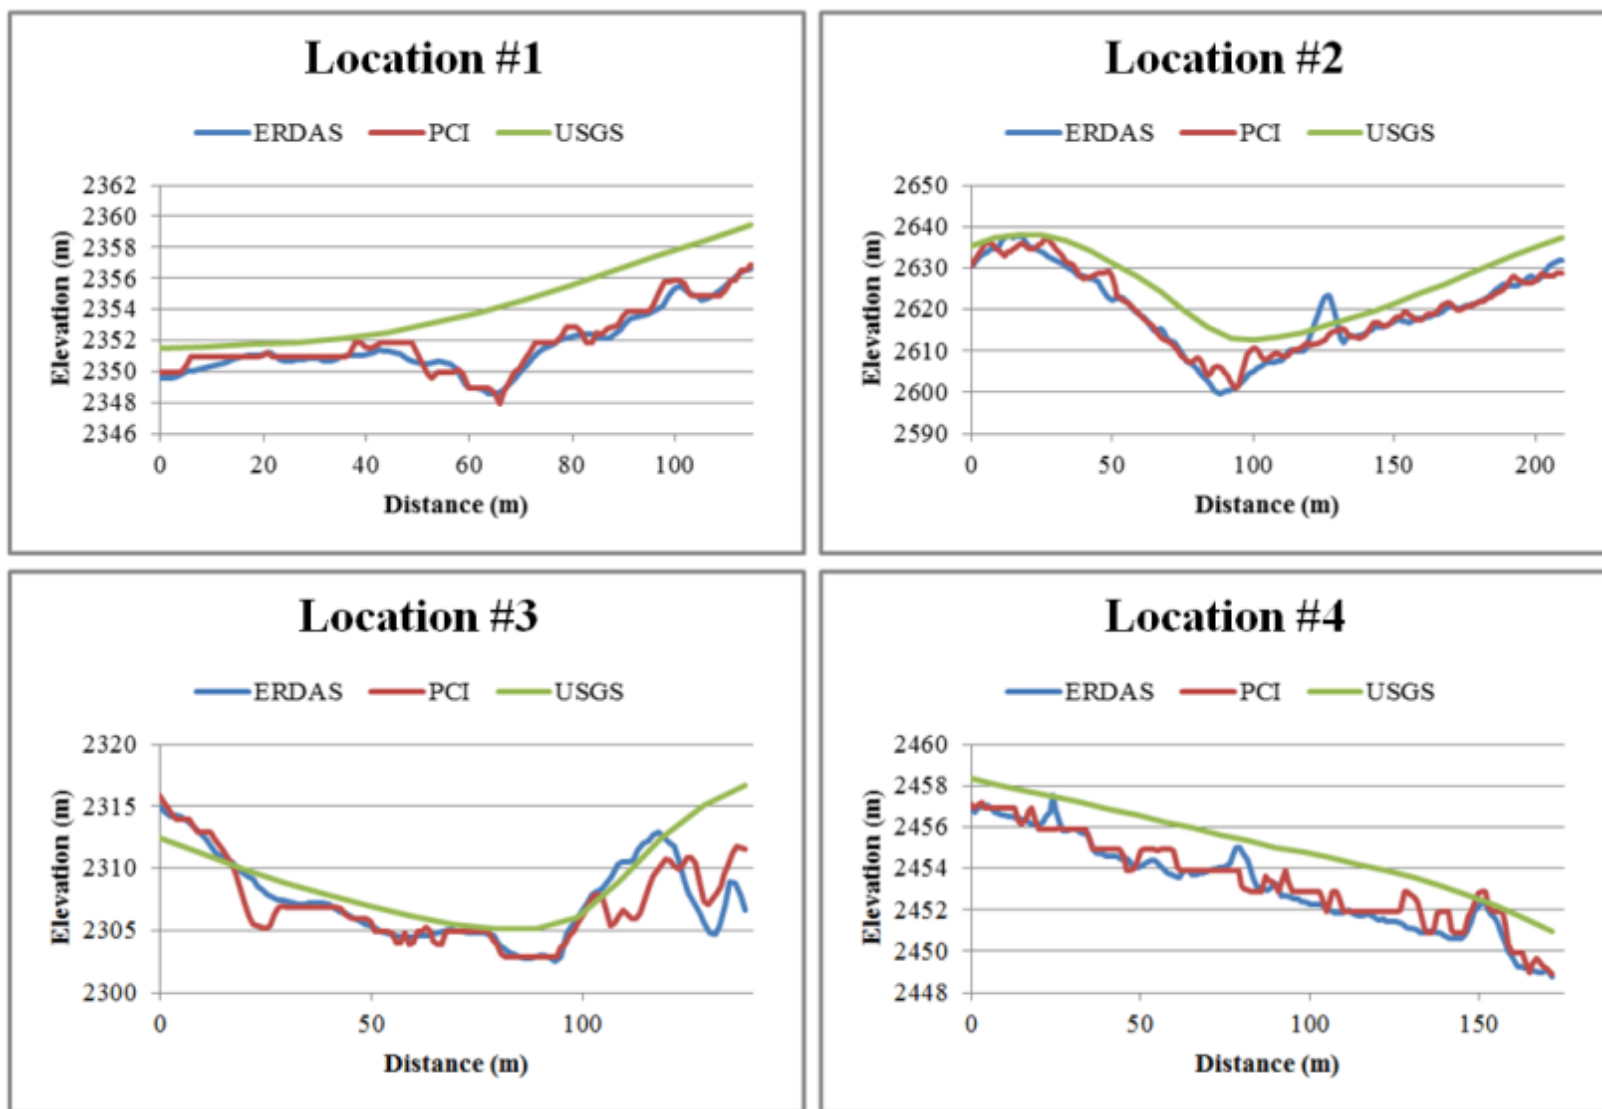 Location #1
ERDAS PCI USGS
Elevation (m)
2362
2360
2358
2356
2354
2352
2350
2348
2346
0 20 40 60 80 100
Distance (m)
Location #2
ERDAS PCI USGS
Elevation (m)
2650
2640
2630
2620
2610
2600
2590
0 50 100 150 200
Distance (m)
Location #3
ERDAS PCI USGS
Elevation (m)
2320
2315
2310
2305
2300
0 50 100
Distance (m)
Location #4
ERDAS PCI USGS
Elevation (m)
2460
2458
2456
2454
2452
2450
2448
0 50 100 150
Distance (m)